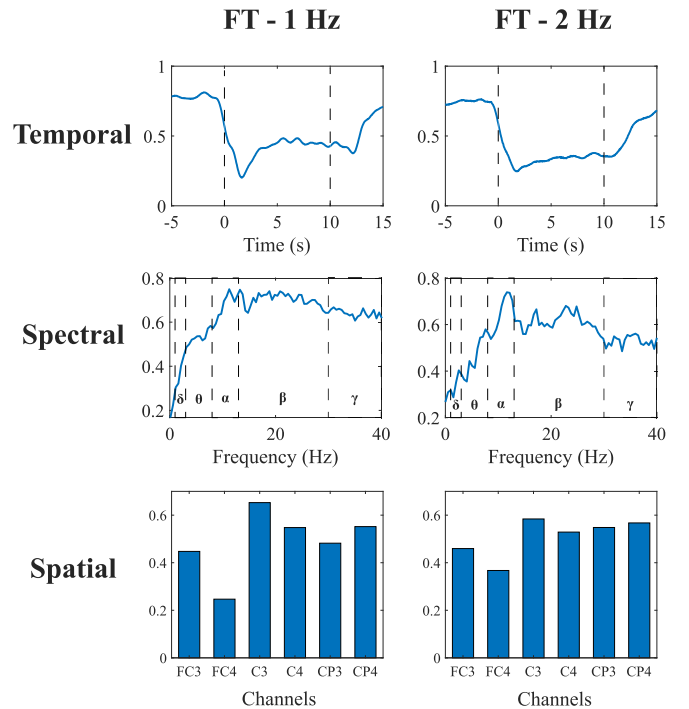 FT - 1 Hz FT - 2 Hz
Temporal
1
0.5
0
-5 0 5 10 15
Time (s)
1
0.5
0
-5 0 5 10 15
Time (s)
Spectral
0.8
0.6
0.4
0.2
δ θ α β γ
0 10 20 30 40
Frequency (Hz)
0.8
0.6
0.4
0.2
δ θ α β γ
0 10 20 30 40
Frequency (Hz)
Spatial
0.6
0.4
0.2
0
FC3 FC4 C3 C4 CP3 CP4
Channels
0.6
0.4
0.2
0
FC3 FC4 C3 C4 CP3 CP4
Channels